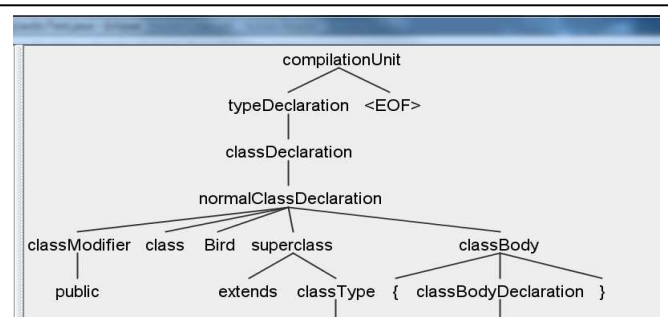 compilationUnit
typeDeclaration <EOF>
classDeclaration
normalClassDeclaration
classModifier class Bird superclass classBody
public extends classType { classBodyDeclaration }